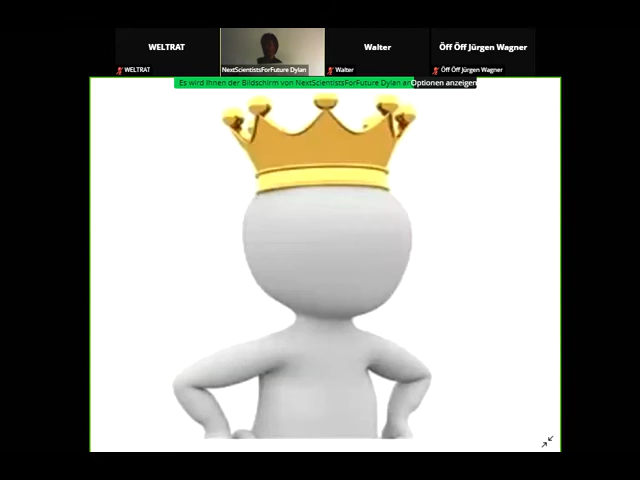 WELTRAT
Walter
Öff Öff Jürgen Wagner
WELTRAT
NextScientistsForFuture Dylan
Walter
Öff Öff Jürgen Wagner
Es wird Ihnen der Bildschirm von NextScientistsForFuture Dylan an
Optionen anzeigen